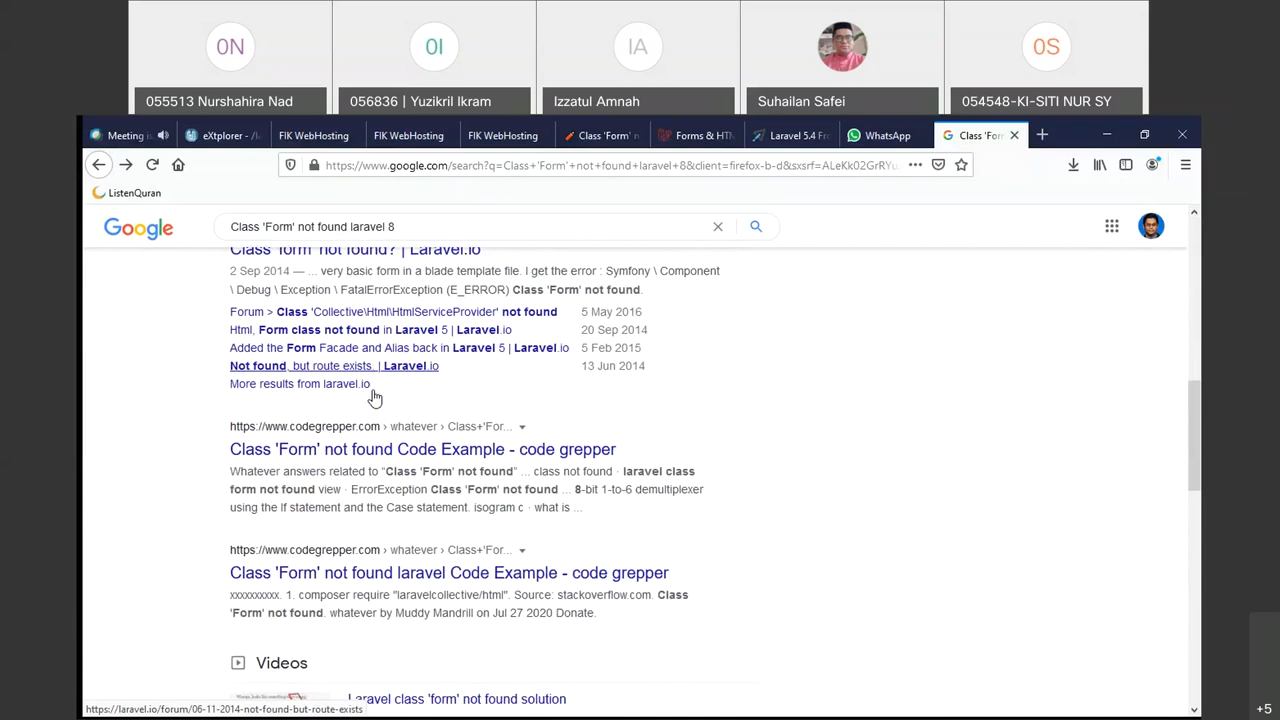 0N
0I
IA
0S
055513 Nurshahira Nad
056836 | Yuzikril Ikram
Izzatul Amnah
Suhailan Safei
054548-KI-SITI NUR SY
Meeting is
eXtplorer - /l
FIK WebHosting
FIK WebHosting
FIK WebHosting
Class 'Form' n
Forms & HTM
Laravel 5.4 Fr
WhatsApp
Class 'Form
https://www.google.com/search?q=Class+'Form'+not+found+laravel+8&client=firefox-b-d&sxsrf=ALeKk02GrRYu
ListenQuran
Google
Class 'Form' not found laravel 8
Class 'form' not found? | Laravel.io
2 Sep 2014 — ... very basic form in a blade template file. I get the error : Symfony \ Component
\ Debug \ Exception \ FatalErrorException (E_ERROR) Class 'Form' not found.
Forum > Class 'Collective\Html\HtmlServiceProvider' not found 5 May 2016
Html, Form class not found in Laravel 5 | Laravel.io 20 Sep 2014
Added the Form Facade and Alias back in Laravel 5 | Laravel.io 5 Feb 2015
Not found, but route exists. | Laravel.io 13 Jun 2014
More results from laravel.io
https://www.codegrepper.com › whatever › Class+'For...
Class 'Form' not found Code Example - code grepper
Whatever answers related to “Class 'Form' not found” ... class not found · laravel class
form not found view · ErrorException Class 'Form' not found ... 8-bit 1-to-6 demultiplexer
using the If statement and the Case statement. isogram c · what is ...
https://www.codegrepper.com › whatever › Class+'For...
Class 'Form' not found laravel Code Example - code grepper
xxxxxxxxxx. 1. composer require "laravelcollective/html". Source: stackoverflow.com. Class
'Form' not found. whatever by Muddy Mandrill on Jul 27 2020 Donate.
Videos
Laravel class 'form' not found solution
https://laravel.io/forum/06-11-2014-not-found-but-route-exists
+5